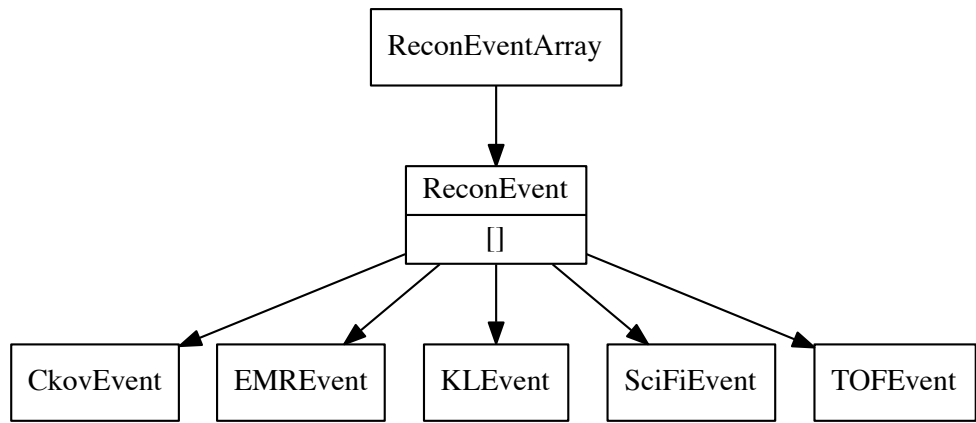 ReconEventArray
ReconEvent
[]
CkovEvent
EMREvent
KLEvent
SciFiEvent
TOFEvent